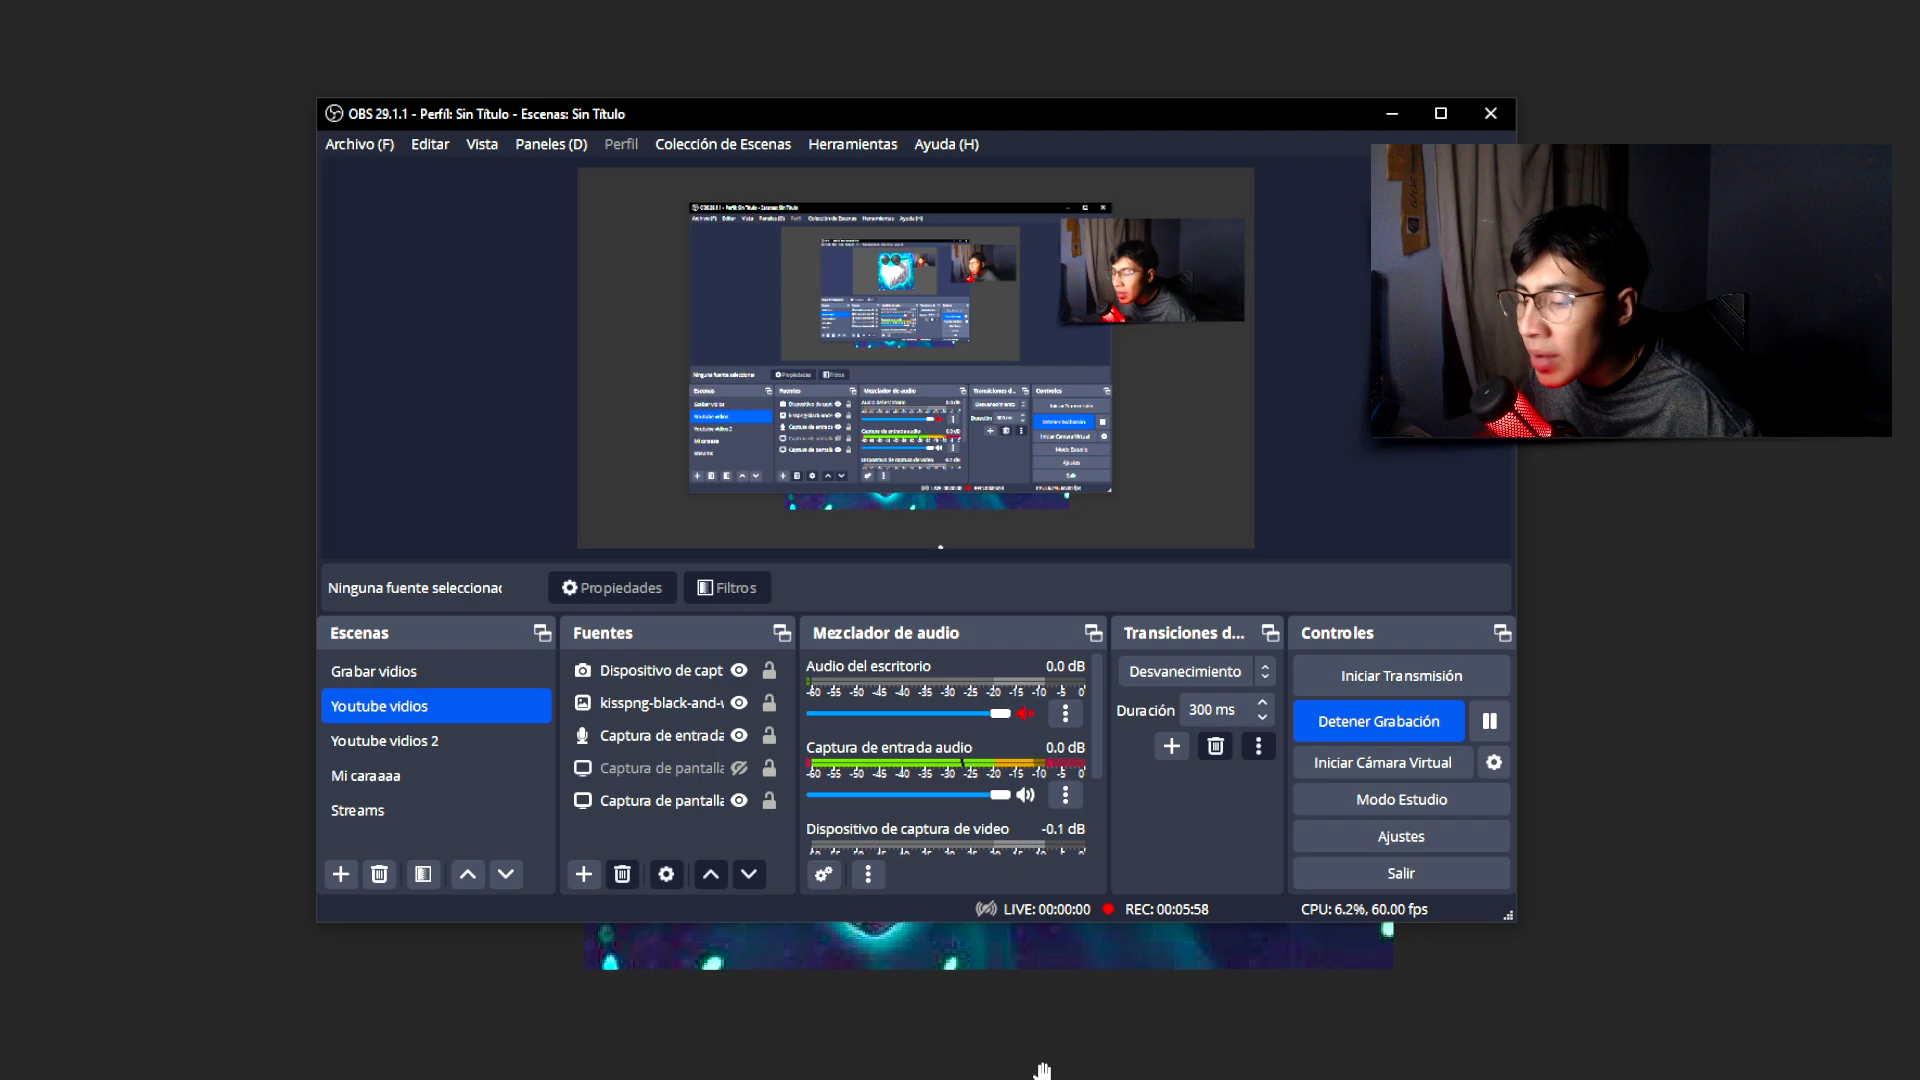 OBS 29.1.1 - Perfil: Sin Título - Escenas: Sin Título
Archivo (F) Editar Vista Paneles (D) Perfil Colección de Escenas Herramientas Ayuda (H)
Ninguna fuente seleccionac
Propiedades Filtros
Escenas
Grabar vidios
Youtube vidios
Youtube vidios 2
Mi caraaaa
Streams
Fuentes
Dispositivo de capt
kisspng-black-and-v
Captura de entrada
Captura de pantalla
Captura de pantalla
Mezclador de audio
Audio del escritorio 0.0 dB
-60 -55 -50 -45 -40 -35 -30 -25 -20 -15 -10 -5 0
Captura de entrada audio 0.0 dB
-60 -55 -50 -45 -40 -35 -30 -25 -20 -15 -10 -5 0
Dispositivo de captura de video -0.1 dB
Transiciones d...
Desvanecimiento
Duración 300 ms
Controles
Iniciar Transmisión
Detener Grabación
Iniciar Cámara Virtual
Modo Estudio
Ajustes
Salir
LIVE: 00:00:00 REC: 00:05:58 CPU: 6.2%, 60.00 fps